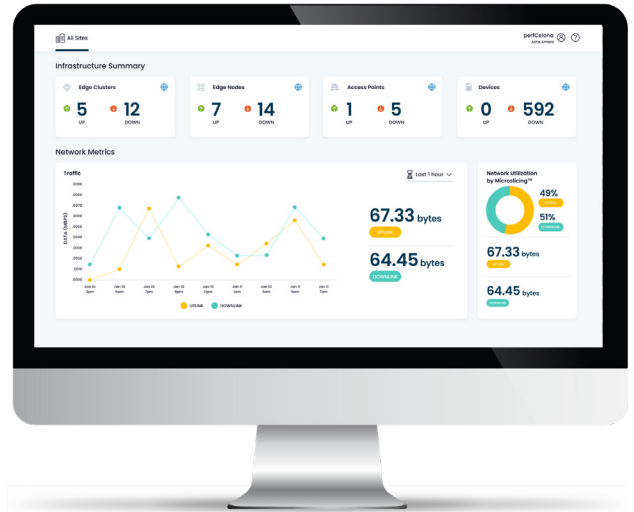 All Sites
perfCelona
Infrastructure Summary
Edge Clusters
5 12
UP DOWN
Edge Nodes
7 14
UP DOWN
Access Points
1 5
UP DOWN
Devices
0 592
UP DOWN
Network Metrics
Traffic
Last 1 hour
DATA (MBPS)
UPLINK DOWNLINK
67.33 bytes
UPLINK
64.45 bytes
DOWNLINK
Network Utilization
by Microslicing™
49%
51%
67.33 bytes
64.45 bytes